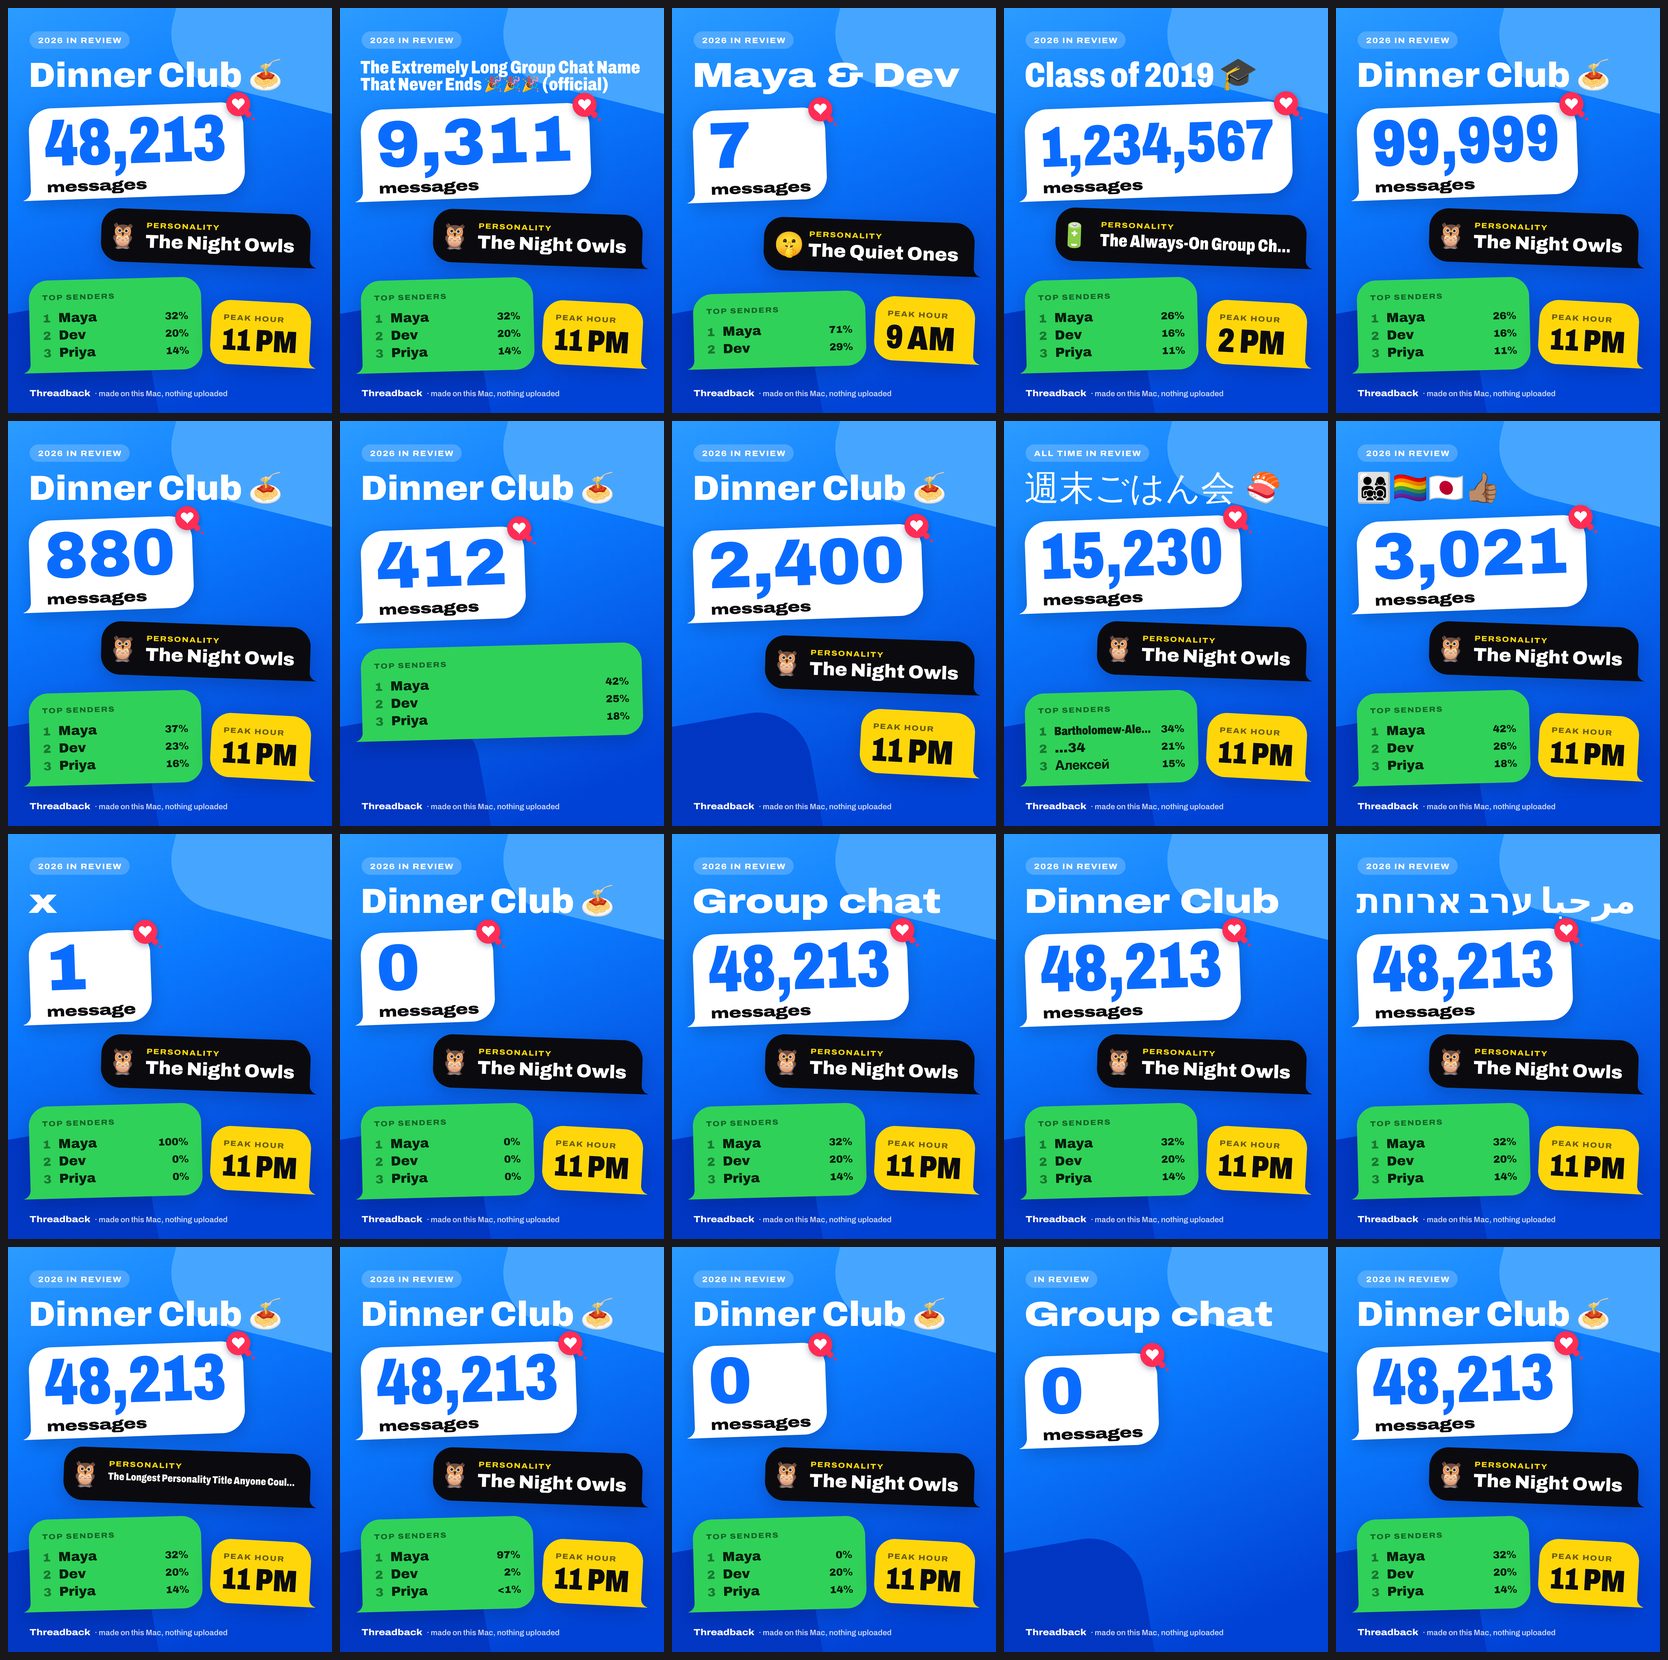 2026 IN REVIEW
Dinner Club 🍝
48,213
messages
PERSONALITY
🦉 The Night Owls
TOP SENDERS
1 Maya 32%
2 Dev 20%
3 Priya 14%
PEAK HOUR
11 PM
Threadback · made on this Mac, nothing uploaded
2026 IN REVIEW
The Extremely Long Group Chat Name
That Never Ends 🎉🎉🎉 (official)
9,311
messages
PERSONALITY
🦉 The Night Owls
TOP SENDERS
1 Maya 32%
2 Dev 20%
3 Priya 14%
PEAK HOUR
11 PM
Threadback · made on this Mac, nothing uploaded
2026 IN REVIEW
Maya & Dev
7
messages
PERSONALITY
🤫 The Quiet Ones
TOP SENDERS
1 Maya 71%
2 Dev 29%
PEAK HOUR
9 AM
Threadback · made on this Mac, nothing uploaded
2026 IN REVIEW
Class of 2019 🎓
1,234,567
messages
PERSONALITY
🔋 The Always-On Group Ch...
TOP SENDERS
1 Maya 26%
2 Dev 16%
3 Priya 11%
PEAK HOUR
2 PM
Threadback · made on this Mac, nothing uploaded
2026 IN REVIEW
Dinner Club 🍝
99,999
messages
PERSONALITY
🦉 The Night Owls
TOP SENDERS
1 Maya 26%
2 Dev 16%
3 Priya 11%
PEAK HOUR
11 PM
Threadback · made on this Mac, nothing uploaded
2026 IN REVIEW
Dinner Club 🍝
880
messages
PERSONALITY
🦉 The Night Owls
TOP SENDERS
1 Maya 37%
2 Dev 23%
3 Priya 16%
PEAK HOUR
11 PM
Threadback · made on this Mac, nothing uploaded
2026 IN REVIEW
Dinner Club 🍝
412
messages
TOP SENDERS
1 Maya 42%
2 Dev 25%
3 Priya 18%
Threadback · made on this Mac, nothing uploaded
2026 IN REVIEW
Dinner Club 🍝
2,400
messages
PERSONALITY
🦉 The Night Owls
PEAK HOUR
11 PM
Threadback · made on this Mac, nothing uploaded
ALL TIME IN REVIEW
週末ごはん会 🍣
15,230
messages
PERSONALITY
🦉 The Night Owls
TOP SENDERS
1 Bartholomew-Ale... 34%
2 ...34 21%
3 Алексей 15%
PEAK HOUR
11 PM
Threadback · made on this Mac, nothing uploaded
2026 IN REVIEW
👨‍👩‍👧‍👦🏳️‍🌈🇯🇵👍🏽
3,021
messages
PERSONALITY
🦉 The Night Owls
TOP SENDERS
1 Maya 42%
2 Dev 26%
3 Priya 18%
PEAK HOUR
11 PM
Threadback · made on this Mac, nothing uploaded
2026 IN REVIEW
x
1
message
PERSONALITY
🦉 The Night Owls
TOP SENDERS
1 Maya 100%
2 Dev 0%
3 Priya 0%
PEAK HOUR
11 PM
Threadback · made on this Mac, nothing uploaded
2026 IN REVIEW
Dinner Club 🍝
0
messages
PERSONALITY
🦉 The Night Owls
TOP SENDERS
1 Maya 0%
2 Dev 0%
3 Priya 0%
PEAK HOUR
11 PM
Threadback · made on this Mac, nothing uploaded
2026 IN REVIEW
Group chat
48,213
messages
PERSONALITY
🦉 The Night Owls
TOP SENDERS
1 Maya 32%
2 Dev 20%
3 Priya 14%
PEAK HOUR
11 PM
Threadback · made on this Mac, nothing uploaded
2026 IN REVIEW
Dinner Club
48,213
messages
PERSONALITY
🦉 The Night Owls
TOP SENDERS
1 Maya 32%
2 Dev 20%
3 Priya 14%
PEAK HOUR
11 PM
Threadback · made on this Mac, nothing uploaded
2026 IN REVIEW
مرحبا ערב ארוחת
48,213
messages
PERSONALITY
🦉 The Night Owls
TOP SENDERS
1 Maya 32%
2 Dev 20%
3 Priya 14%
PEAK HOUR
11 PM
Threadback · made on this Mac, nothing uploaded
2026 IN REVIEW
Dinner Club 🍝
48,213
messages
PERSONALITY
🦉 The Longest Personality Title Anyone Coul...
TOP SENDERS
1 Maya 32%
2 Dev 20%
3 Priya 14%
PEAK HOUR
11 PM
Threadback · made on this Mac, nothing uploaded
2026 IN REVIEW
Dinner Club 🍝
48,213
messages
PERSONALITY
🦉 The Night Owls
TOP SENDERS
1 Maya 97%
2 Dev 2%
3 Priya <1%
PEAK HOUR
11 PM
Threadback · made on this Mac, nothing uploaded
2026 IN REVIEW
Dinner Club 🍝
0
messages
PERSONALITY
🦉 The Night Owls
TOP SENDERS
1 Maya 0%
2 Dev 20%
3 Priya 14%
PEAK HOUR
11 PM
Threadback · made on this Mac, nothing uploaded
IN REVIEW
Group chat
0
messages
Threadback · made on this Mac, nothing uploaded
2026 IN REVIEW
Dinner Club 🍝
48,213
messages
PERSONALITY
🦉 The Night Owls
TOP SENDERS
1 Maya 32%
2 Dev 20%
3 Priya 14%
PEAK HOUR
11 PM
Threadback · made on this Mac, nothing uploaded